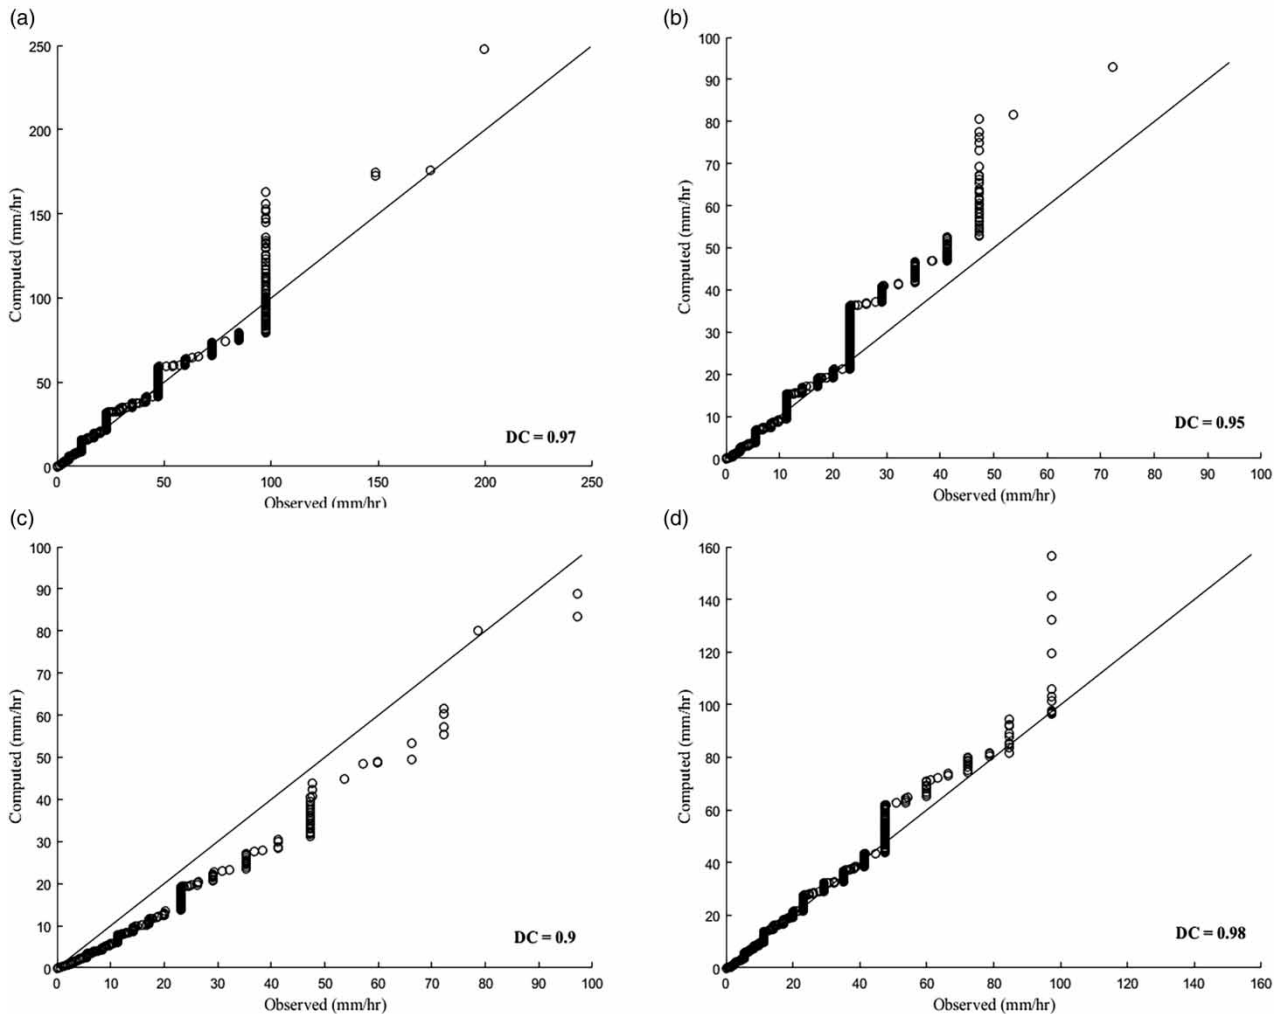 (a)
250
200
150
100
50
0
Computed (mm/hr)
DC = 0.97
0 50 100 150 200 250
Observed (mm/hr)
(b)
100
90
80
70
60
50
40
30
20
10
0
Computed (mm/hr)
DC = 0.95
0 10 20 30 40 50 60 70 80 90 100
Observed (mm/hr)
(c)
100
90
80
70
60
50
40
30
20
10
0
Computed (mm/hr)
DC = 0.9
0 10 20 30 40 50 60 70 80 90 100
Observed (mm/hr)
(d)
160
140
120
100
80
60
40
20
0
Computed (mm/hr)
DC = 0.98
0 20 40 60 80 100 120 140 160
Observed (mm/hr)